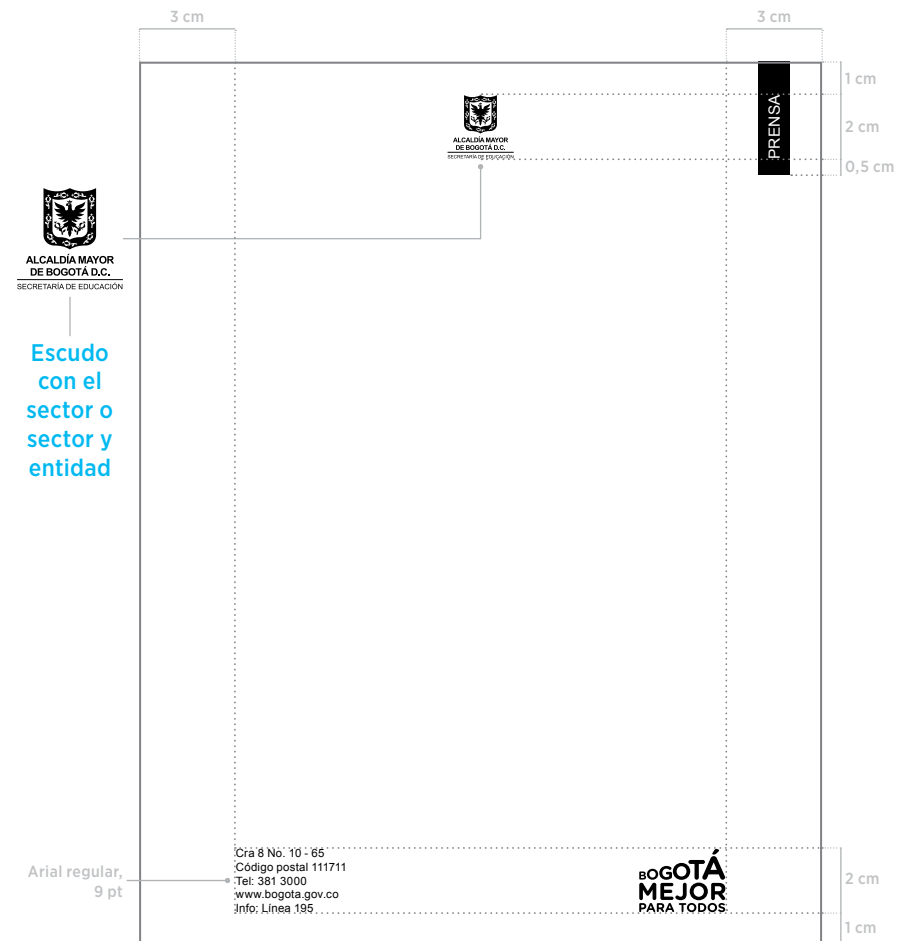 3 cm
3 cm
1 cm
PRENSA
2 cm
ALCALDÍA MAYOR
DE BOGOTÁ D.C.
SECRETARÍA DE EDUCACIÓN
0,5 cm
ALCALDÍA MAYOR
DE BOGOTÁ D.C.
SECRETARÍA DE EDUCACIÓN
Escudo
con el
sector o
sector y
entidad
Arial regular,
9 pt
Cra 8 No. 10 - 65
Código postal 111711
Tel: 381 3000
www.bogota.gov.co
Info: Línea 195
BOGOTÁ
MEJOR
PARA TODOS
2 cm
1 cm